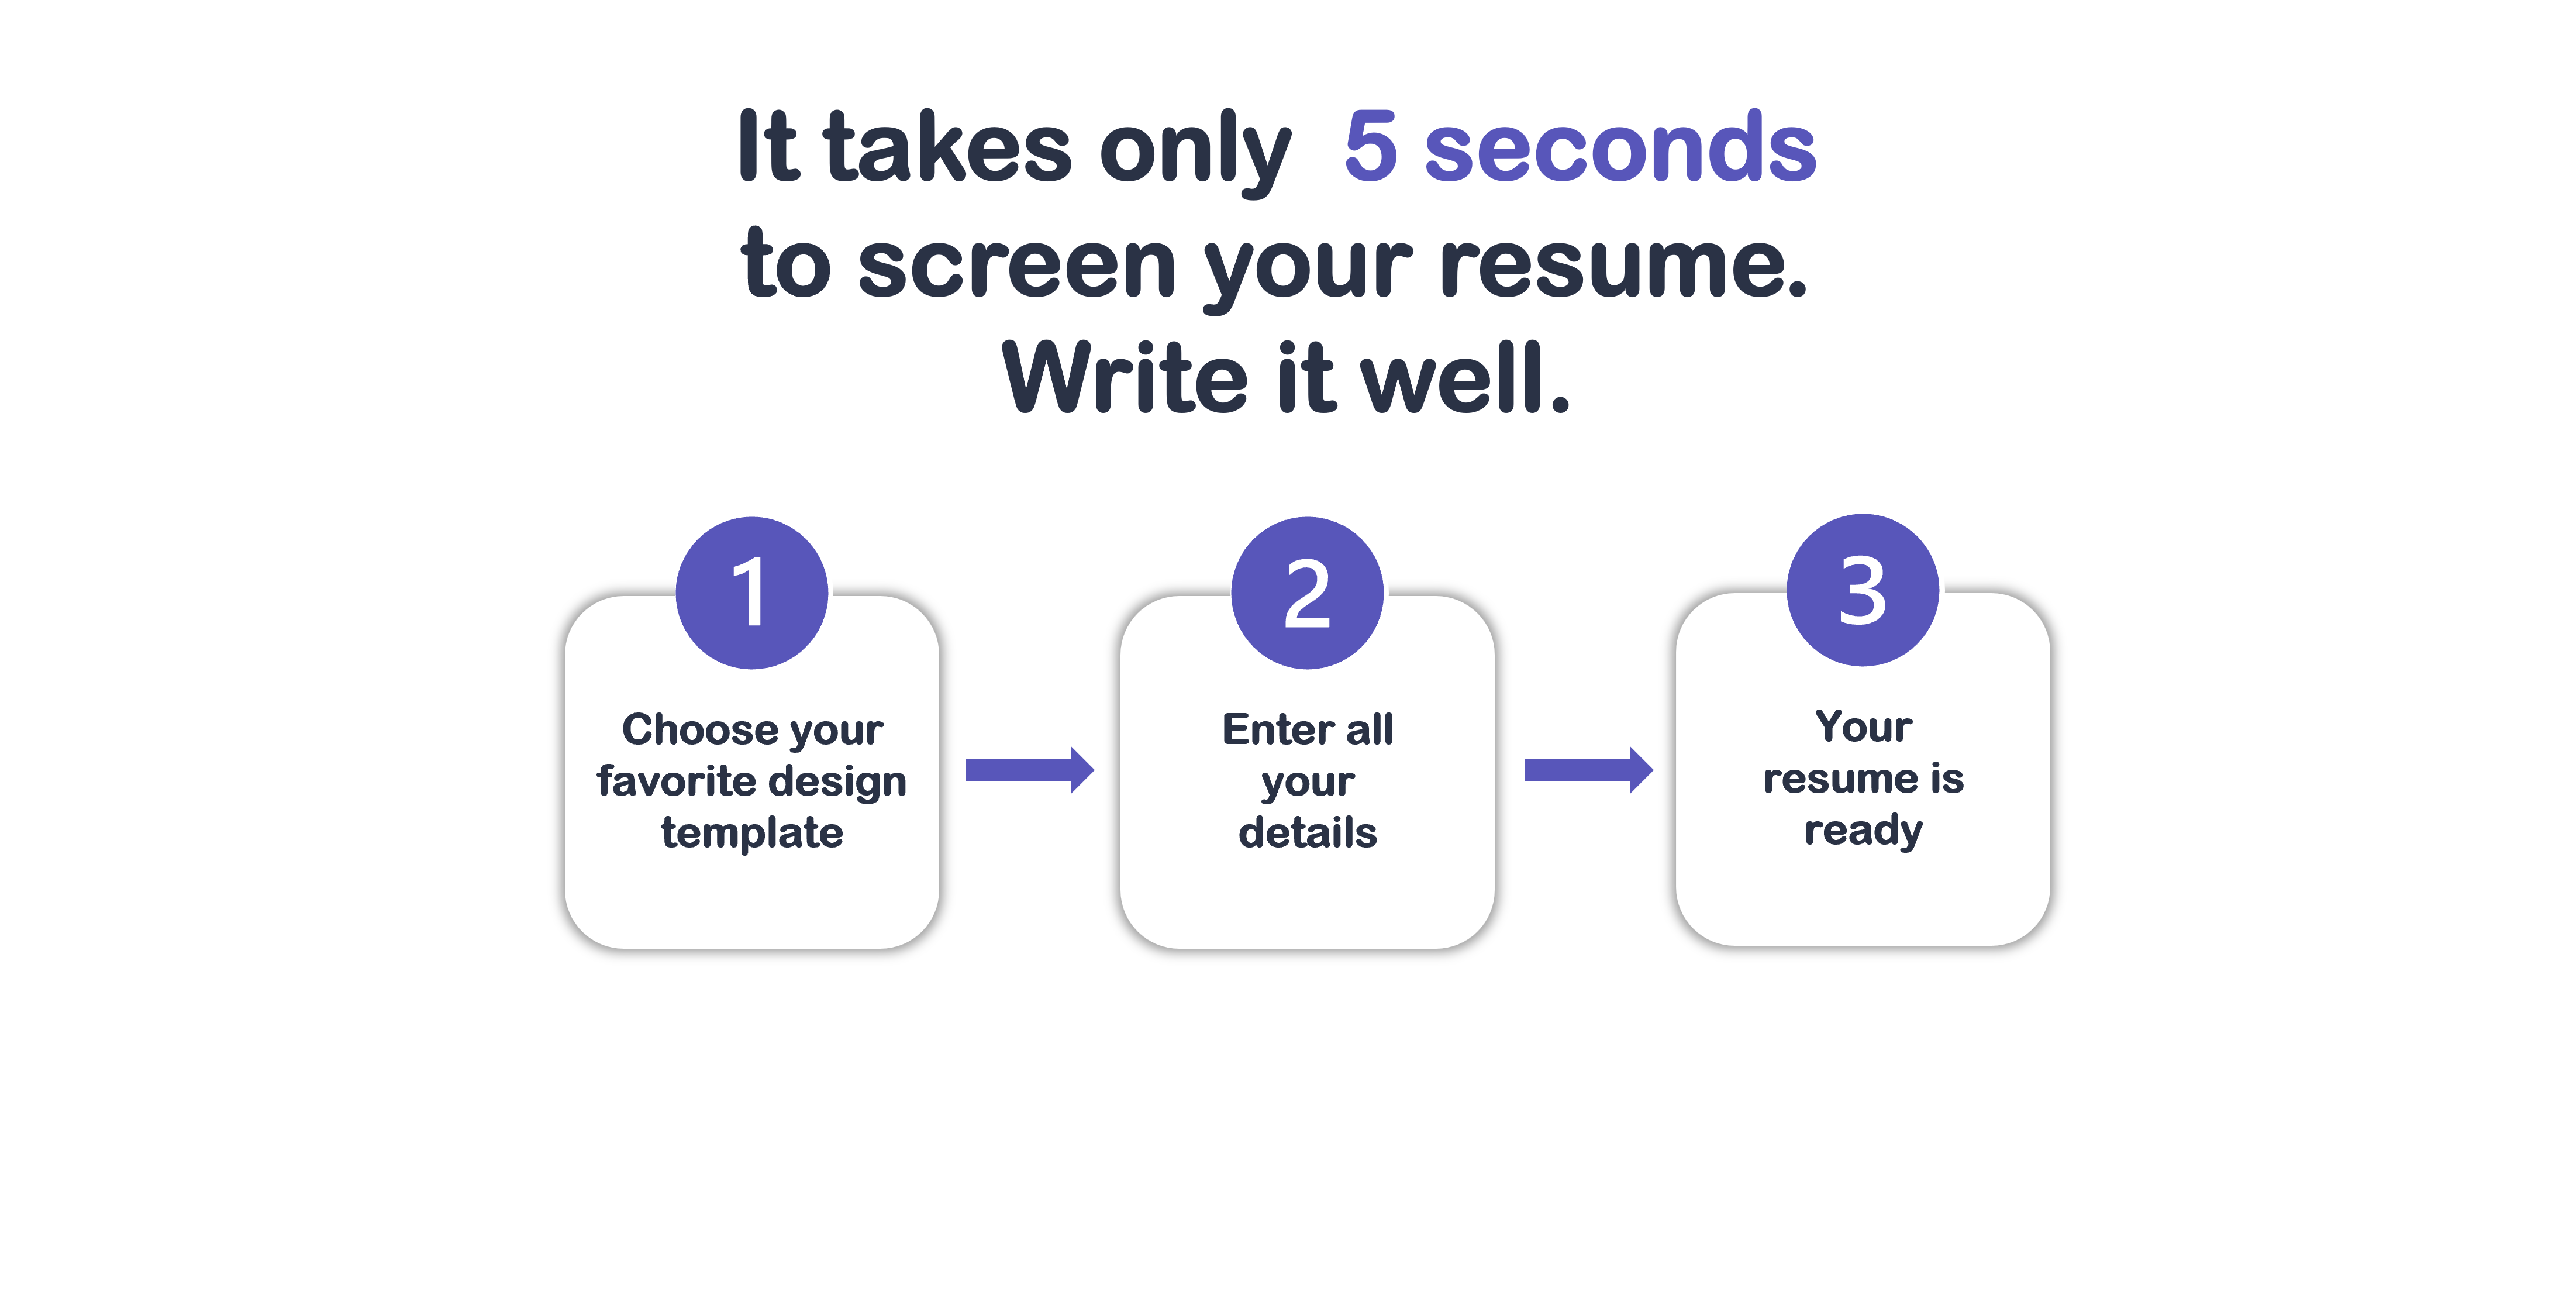 It takes only 5 seconds
to screen your resume.
Write it well.
1
Choose your
favorite design
template
2
Enter all
your
details
3
Your
resume is
ready